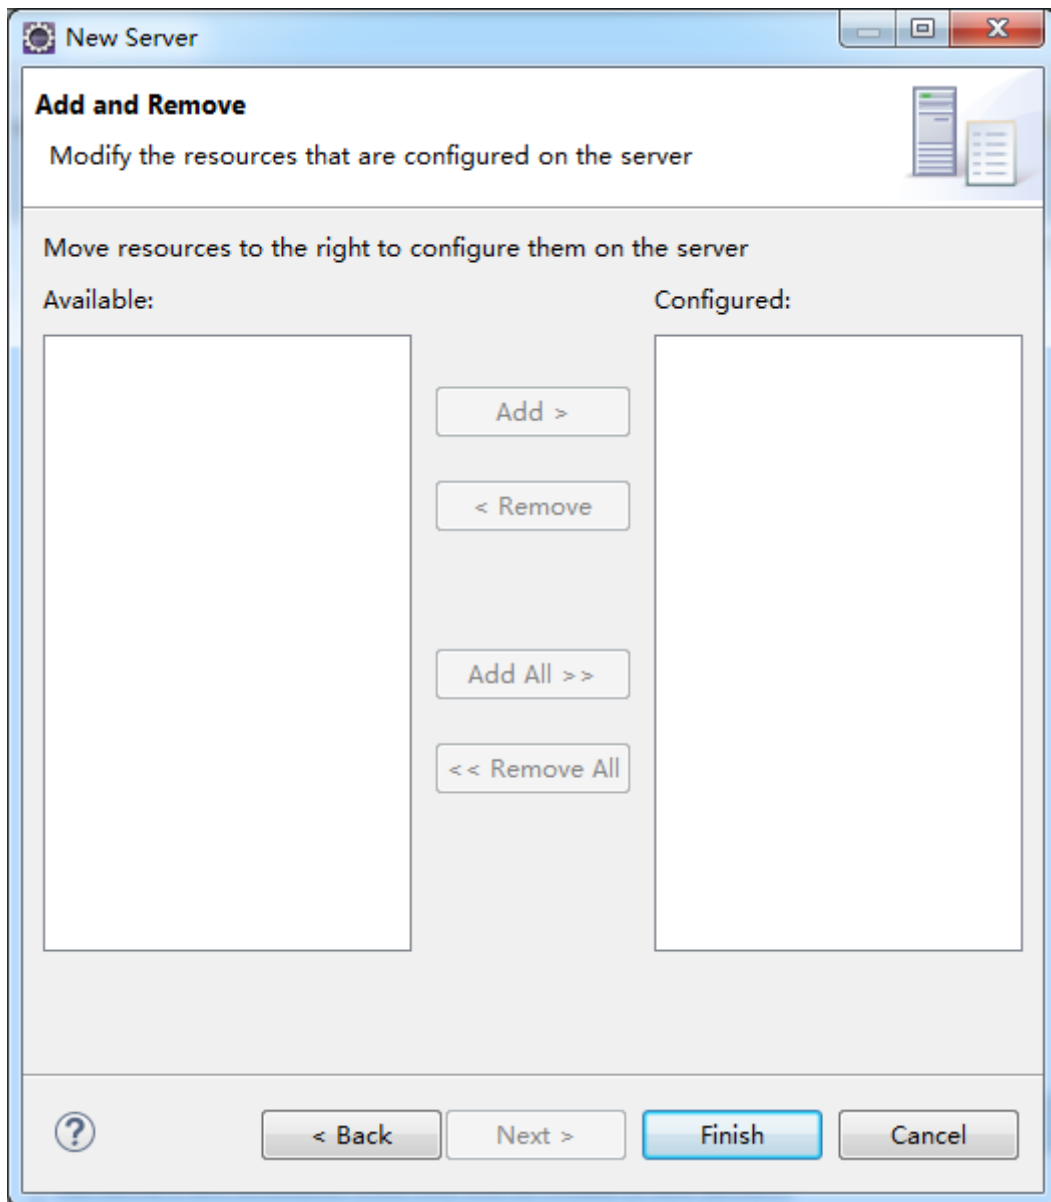 New Server
Add and Remove
Modify the resources that are configured on the server
Move resources to the right to configure them on the server
Available:
Configured:
Add >
< Remove
Add All >>
<< Remove All
?
< Back
Next >
Finish
Cancel